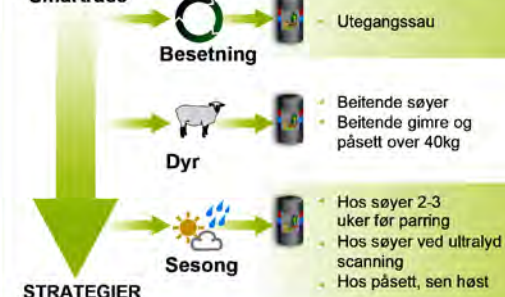 Besetning
Utegangssau
Dyr
Beitende søyer
Beitende gimre og
påsett over 40kg
Sesong
Hos søyer 2-3
uker før parring
Hos søyer ved ultralyd
scanning
Hos påsett, sen høst
STRATEGIER